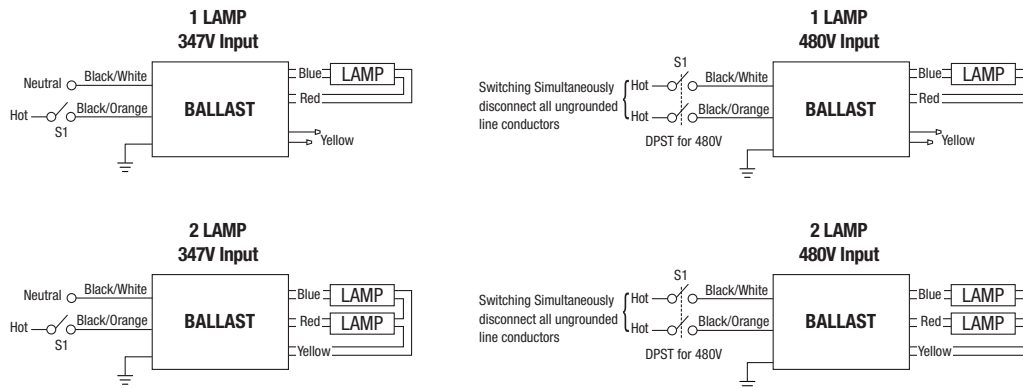 1 LAMP
347V Input
Neutral
Black/White
Hot
Black/Orange
S1
BALLAST
Blue
LAMP
Red
Yellow
1 LAMP
480V Input
Switching Simultaneously
disconnect all ungrounded
line conductors
S1
Hot
Black/White
Hot
Black/Orange
DPST for 480V
BALLAST
Blue
LAMP
Red
Yellow
2 LAMP
347V Input
Neutral
Black/White
Hot
Black/Orange
S1
BALLAST
Blue
LAMP
Red
LAMP
Yellow
2 LAMP
480V Input
Switching Simultaneously
disconnect all ungrounded
line conductors
S1
Hot
Black/White
Hot
Black/Orange
DPST for 480V
BALLAST
Blue
LAMP
Red
LAMP
Yellow